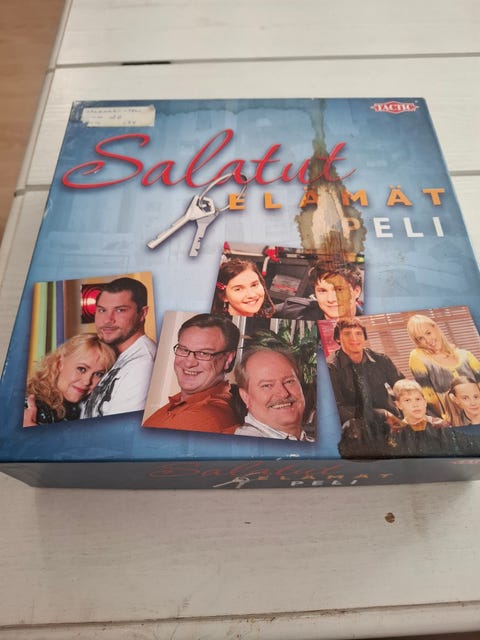 TACTIC
Salatut
ELÄMÄT
PELI
Salatut
ELÄMÄT
PELI